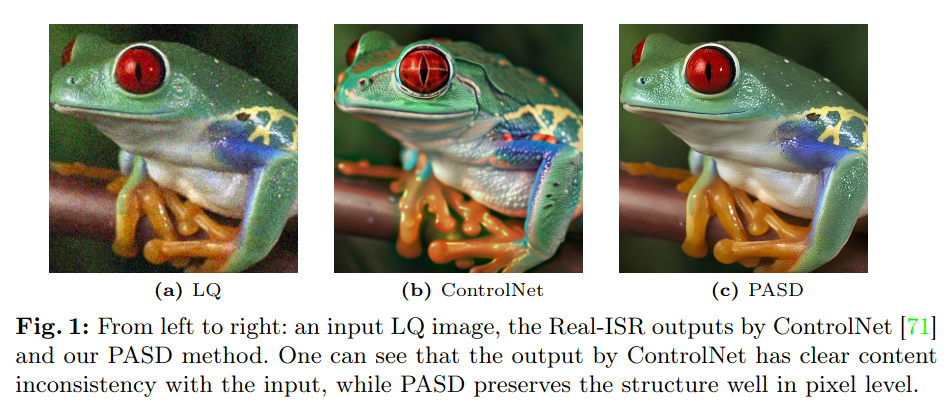 (a) LQ
(b) ControlNet
(c) PASD
Fig. 1: From left to right: an input LQ image, the Real-ISR outputs by ControlNet [71]
and our PASD method. One can see that the output by ControlNet has clear content
inconsistency with the input, while PASD preserves the structure well in pixel level.